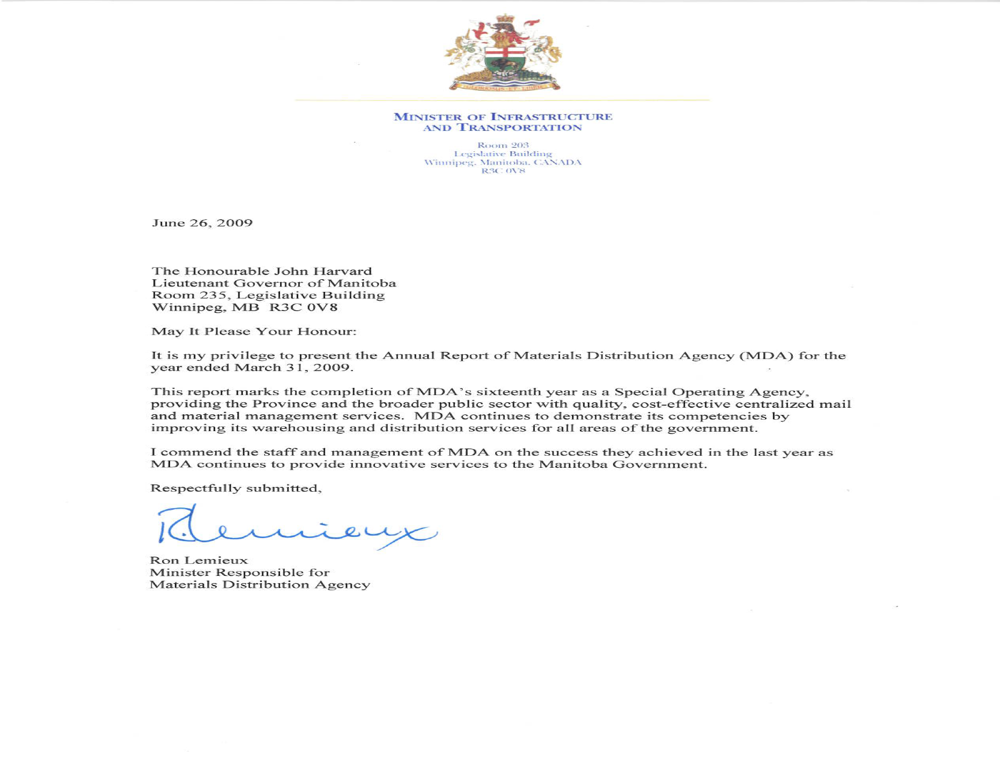 GLORIOSUS ET LIBER
MINISTER OF INFRASTRUCTURE
AND TRANSPORTATION
Room 203
Legislative Building
Winnipeg, Manitoba, CANADA
R3C 0V8
June 26, 2009
The Honourable John Harvard
Lieutenant Governor of Manitoba
Room 235, Legislative Building
Winnipeg, MB  R3C 0V8
May It Please Your Honour:
It is my privilege to present the Annual Report of Materials Distribution Agency (MDA) for the
year ended March 31, 2009.
This report marks the completion of MDA's sixteenth year as a Special Operating Agency,
providing the Province and the broader public sector with quality, cost-effective centralized mail
and material management services.  MDA continues to demonstrate its competencies by
improving its warehousing and distribution services for all areas of the government.
I commend the staff and management of MDA on the success they achieved in the last year as
MDA continues to provide innovative services to the Manitoba Government.
Respectfully submitted,
R. Lemieux
Ron Lemieux
Minister Responsible for
Materials Distribution Agency